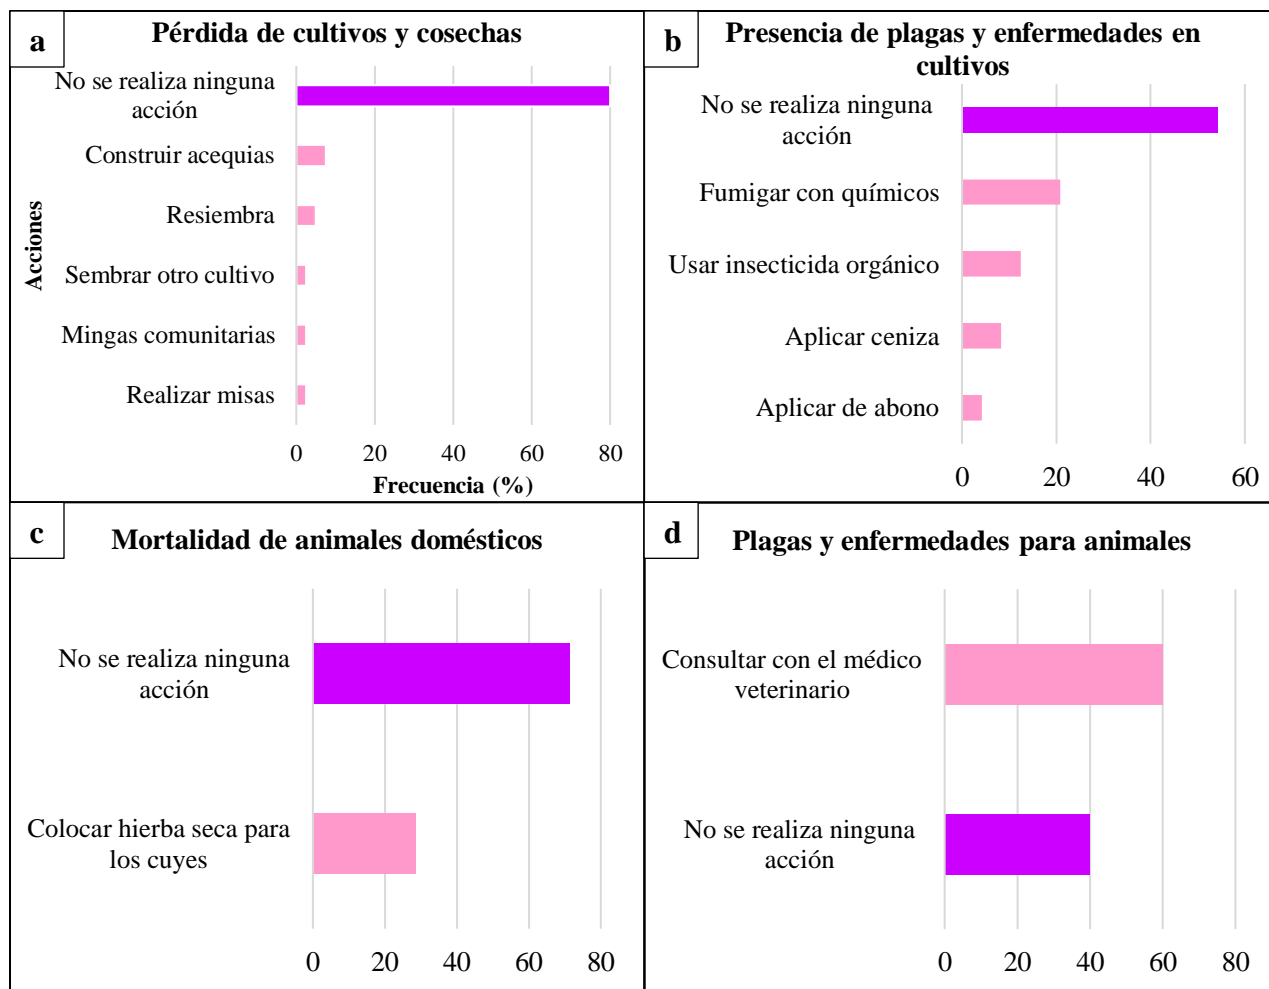 a
Pérdida de cultivos y cosechas
No se realiza ninguna
acción
Construir acequias
Resiembra
Sembrar otro cultivo
Mingas comunitarias
Realizar misas
Acciones
0 20 40 60 80
Frecuencia (%)
b
Presencia de plagas y enfermedades en
cultivos
No se realiza ninguna
acción
Fumigar con químicos
Usar insecticida orgánico
Aplicar ceniza
Aplicar de abono
0 20 40 60
c
Mortalidad de animales domésticos
No se realiza ninguna
acción
Colocar hierba seca para
los cuyes
0 20 40 60 80
d
Plagas y enfermedades para animales
Consultar con el médico
veterinario
No se realiza ninguna
acción
0 20 40 60 80